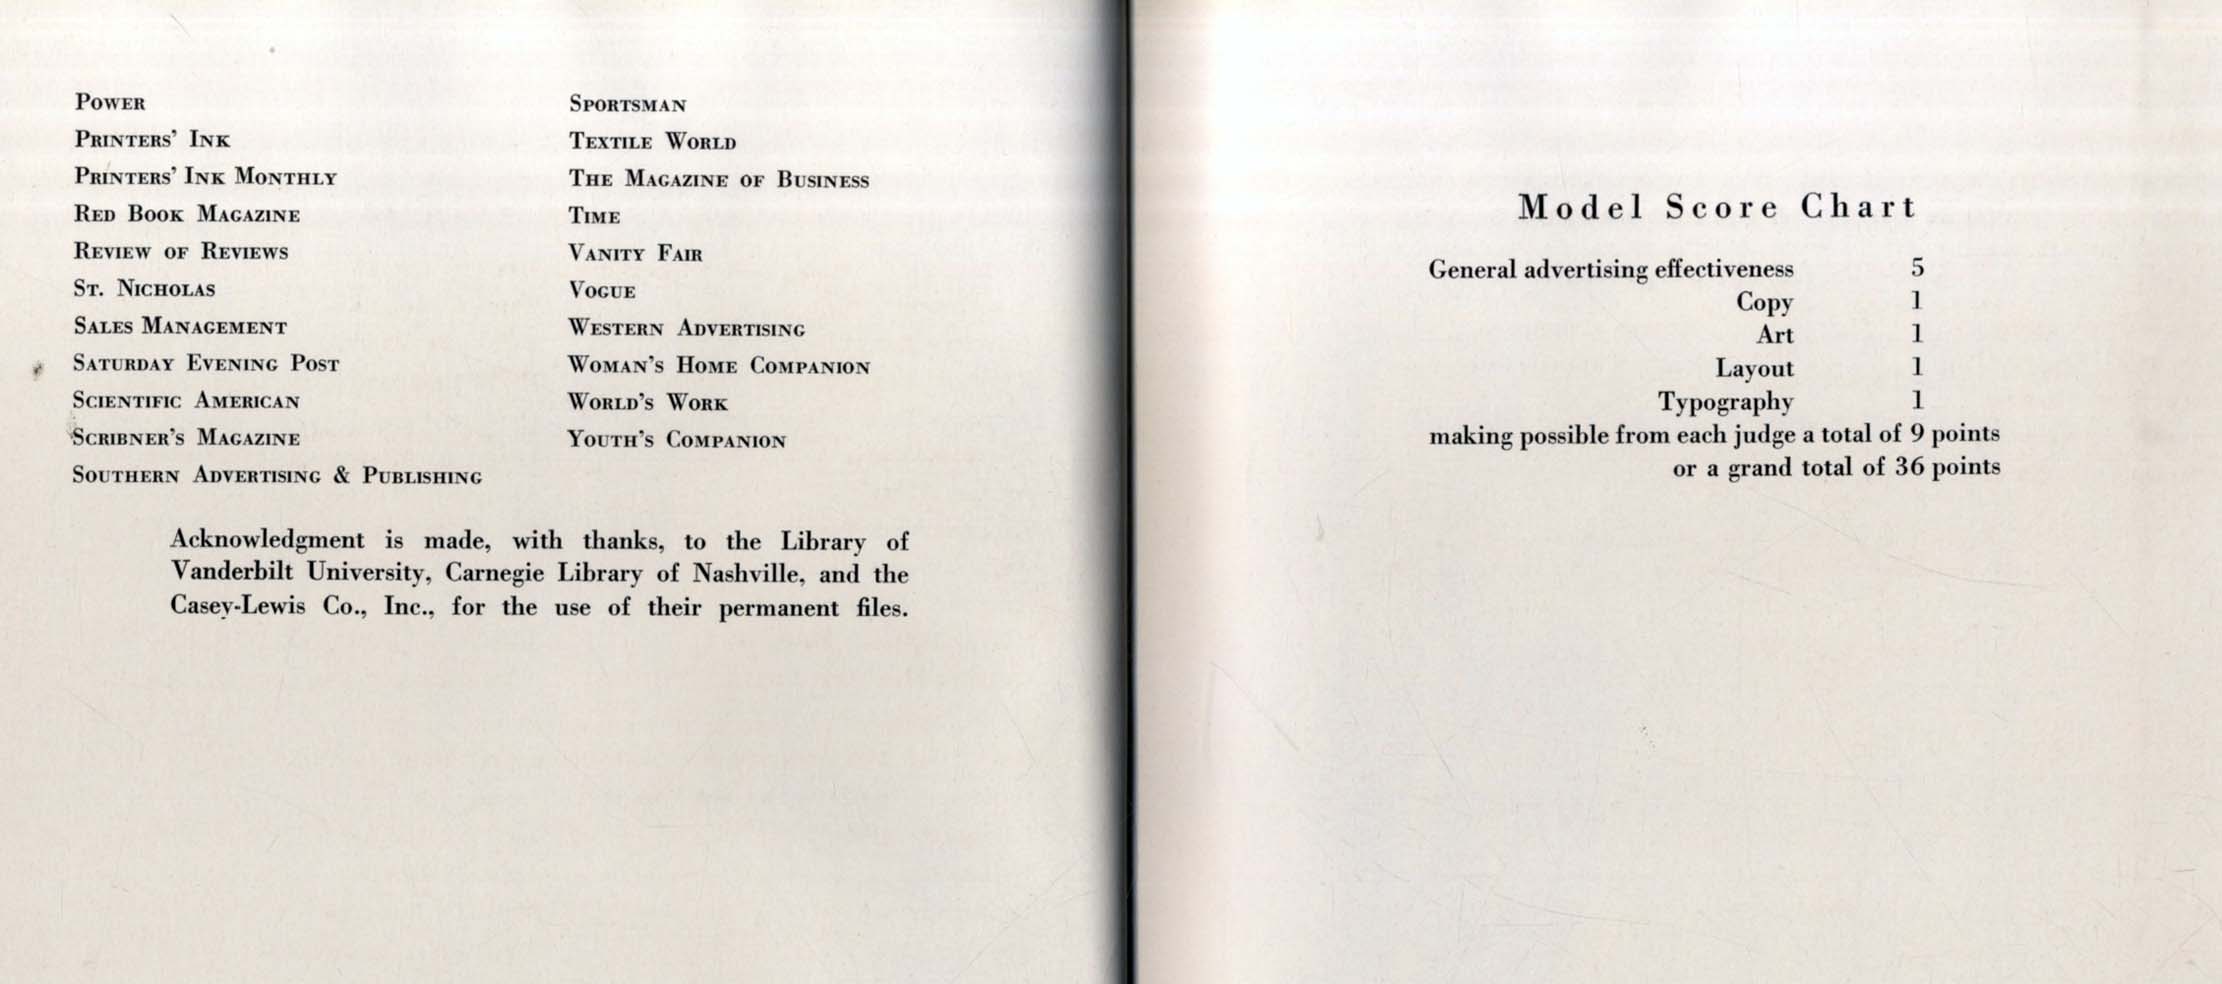 POWER
PRINTERS' INK
PRINTERS' INK MONTHLY
RED BOOK MAGAZINE
REVIEW OF REVIEWS
ST. NICHOLAS
SALES MANAGEMENT
SATURDAY EVENING POST
SCIENTIFIC AMERICAN
SCRIBNER'S MAGAZINE
SOUTHERN ADVERTISING & PUBLISHING
SPORTSMAN
TEXTILE WORLD
THE MAGAZINE OF BUSINESS
TIME
VANITY FAIR
VOGUE
WESTERN ADVERTISING
WOMAN'S HOME COMPANION
WORLD'S WORK
YOUTH'S COMPANION
Acknowledgment is made, with thanks, to the Library of
Vanderbilt University, Carnegie Library of Nashville, and the
Casey-Lewis Co., Inc., for the use of their permanent files.
Model Score Chart
General advertising effectiveness 5
Copy 1
Art 1
Layout 1
Typography 1
making possible from each judge a total of 9 points
or a grand total of 36 points